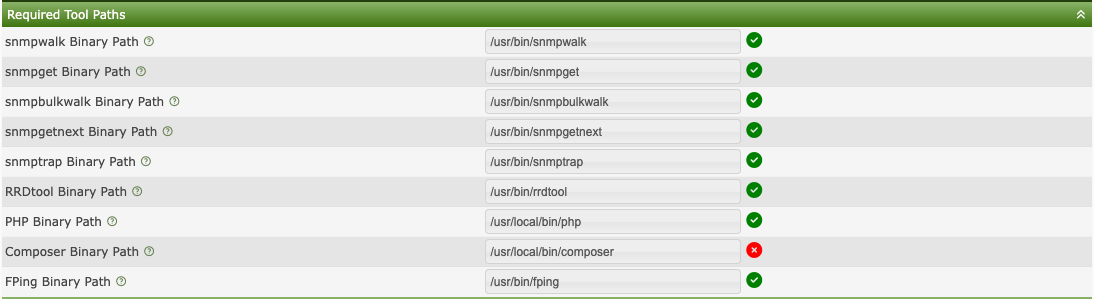 Required Tool Paths
snmpwalk Binary Path /usr/bin/snmpwalk
snmpget Binary Path /usr/bin/snmpget
snmpbulkwalk Binary Path /usr/bin/snmpbulkwalk
snmpgetnext Binary Path /usr/bin/snmpgetnext
snmptrap Binary Path /usr/bin/snmptrap
RRDtool Binary Path /usr/bin/rrdtool
PHP Binary Path /usr/local/bin/php
Composer Binary Path /usr/local/bin/composer
FPing Binary Path /usr/bin/fping